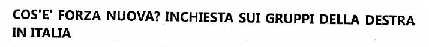 COS'E' FORZA NUOVA? INCHIESTA SUI GRUPPI DELLA DESTRA
IN ITALIA